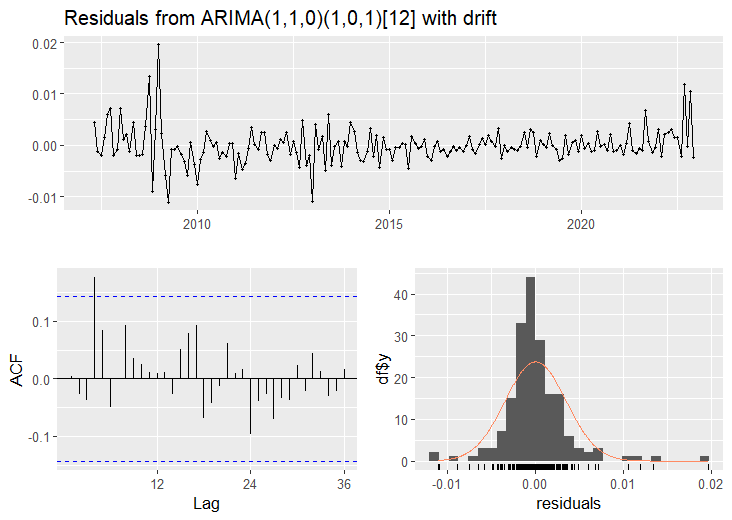 Residuals from ARIMA(1,1,0)(1,0,1)[12] with drift
0.02
0.01
0.00
-0.01
2010 2015 2020
ACF
0.1
0.0
-0.1
12 24 36
Lag
df$y
40
30
20
10
0
-0.01 0.00 0.01 0.02
residuals